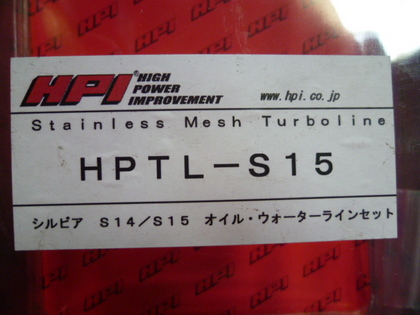 HPI® HIGH
POWER
IMPROVEMENT
www.hpi.co.jp
Stainless Mesh Turboline
HPTL－S15
シルビア Ｓ１４／Ｓ１５ オイル・ウォーターラインセット